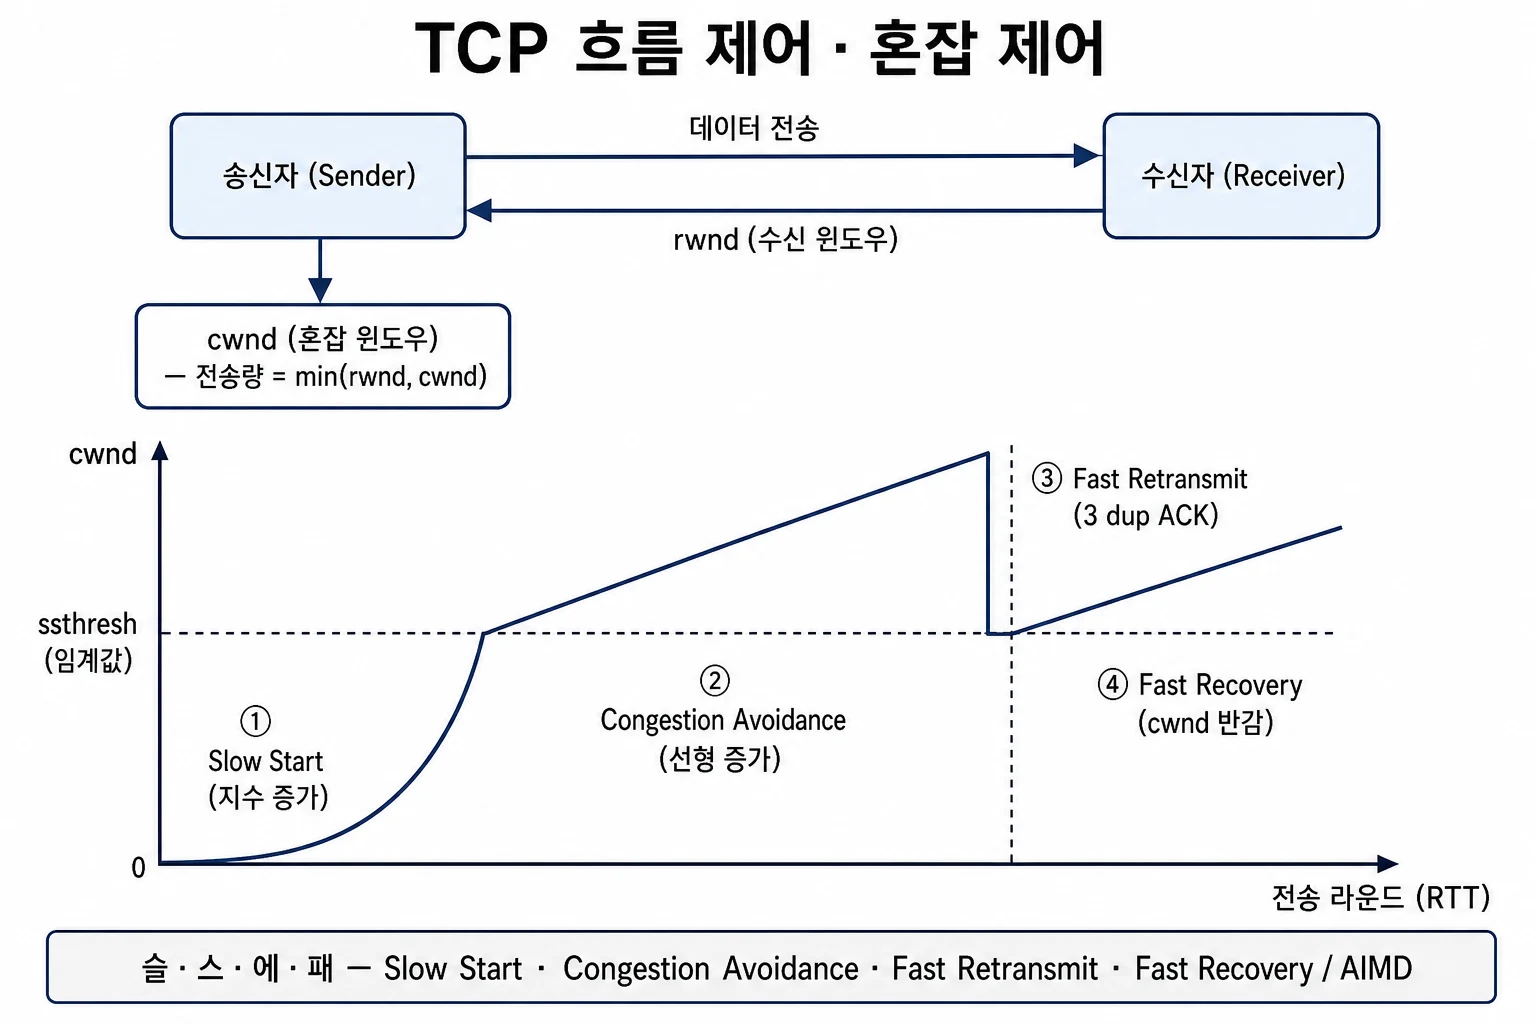 TCP 흐름 제어 · 혼잡 제어
송신자 (Sender)
데이터 전송
수신자 (Receiver)
rwnd (수신 윈도우)
cwnd (혼잡 윈도우)
— 전송량 = min(rwnd, cwnd)
cwnd
③ Fast Retransmit
(3 dup ACK)
ssthresh
(임계값)
① 
Slow Start
(지수 증가)
②
Congestion Avoidance
(선형 증가)
④ Fast Recovery
(cwnd 반감)
0
전송 라운드 (RTT)
슬 · 스 · 에 · 패 — Slow Start · Congestion Avoidance · Fast Retransmit · Fast Recovery / AIMD